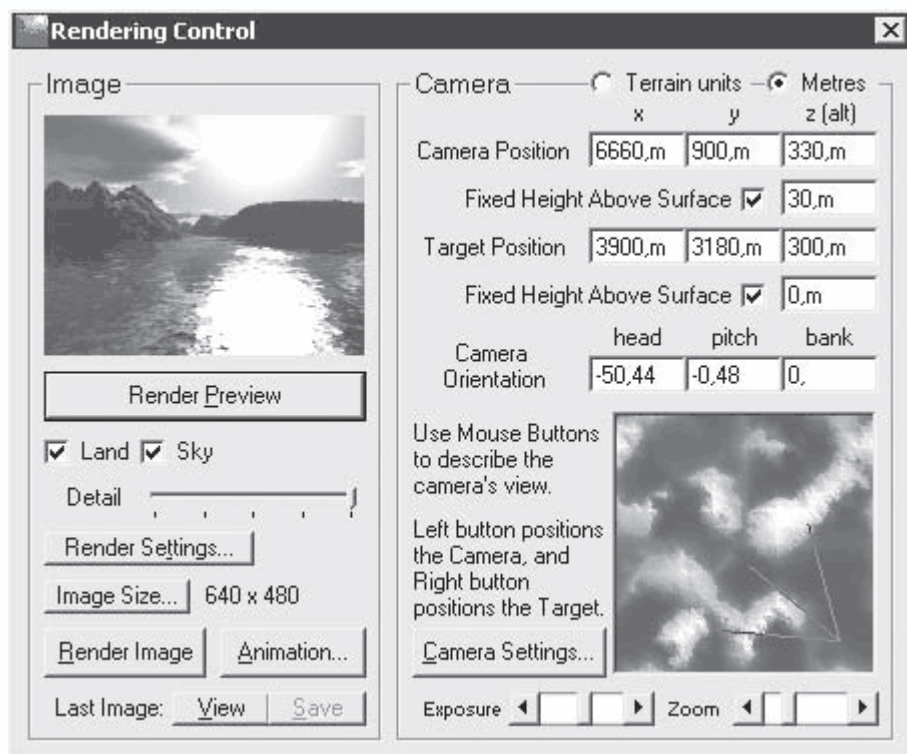 Rendering Control
Image
Render Preview
Land Sky
Detail
Render Settings...
Image Size... 640 x 480
Render Image Animation...
Last Image: View Save
Camera Terrain units Metres
x y z (alt)
Camera Position 6660,m 900,m 330,m
Fixed Height Above Surface 30,m
Target Position 3900,m 3180,m 300,m
Fixed Height Above Surface 0,m
head pitch bank
Camera Orientation -50,44 -0,48 0,
Use Mouse Buttons
to describe the
camera's view.
Left button positions
the Camera, and
Right button
positions the Target.
Camera Settings...
Exposure Zoom